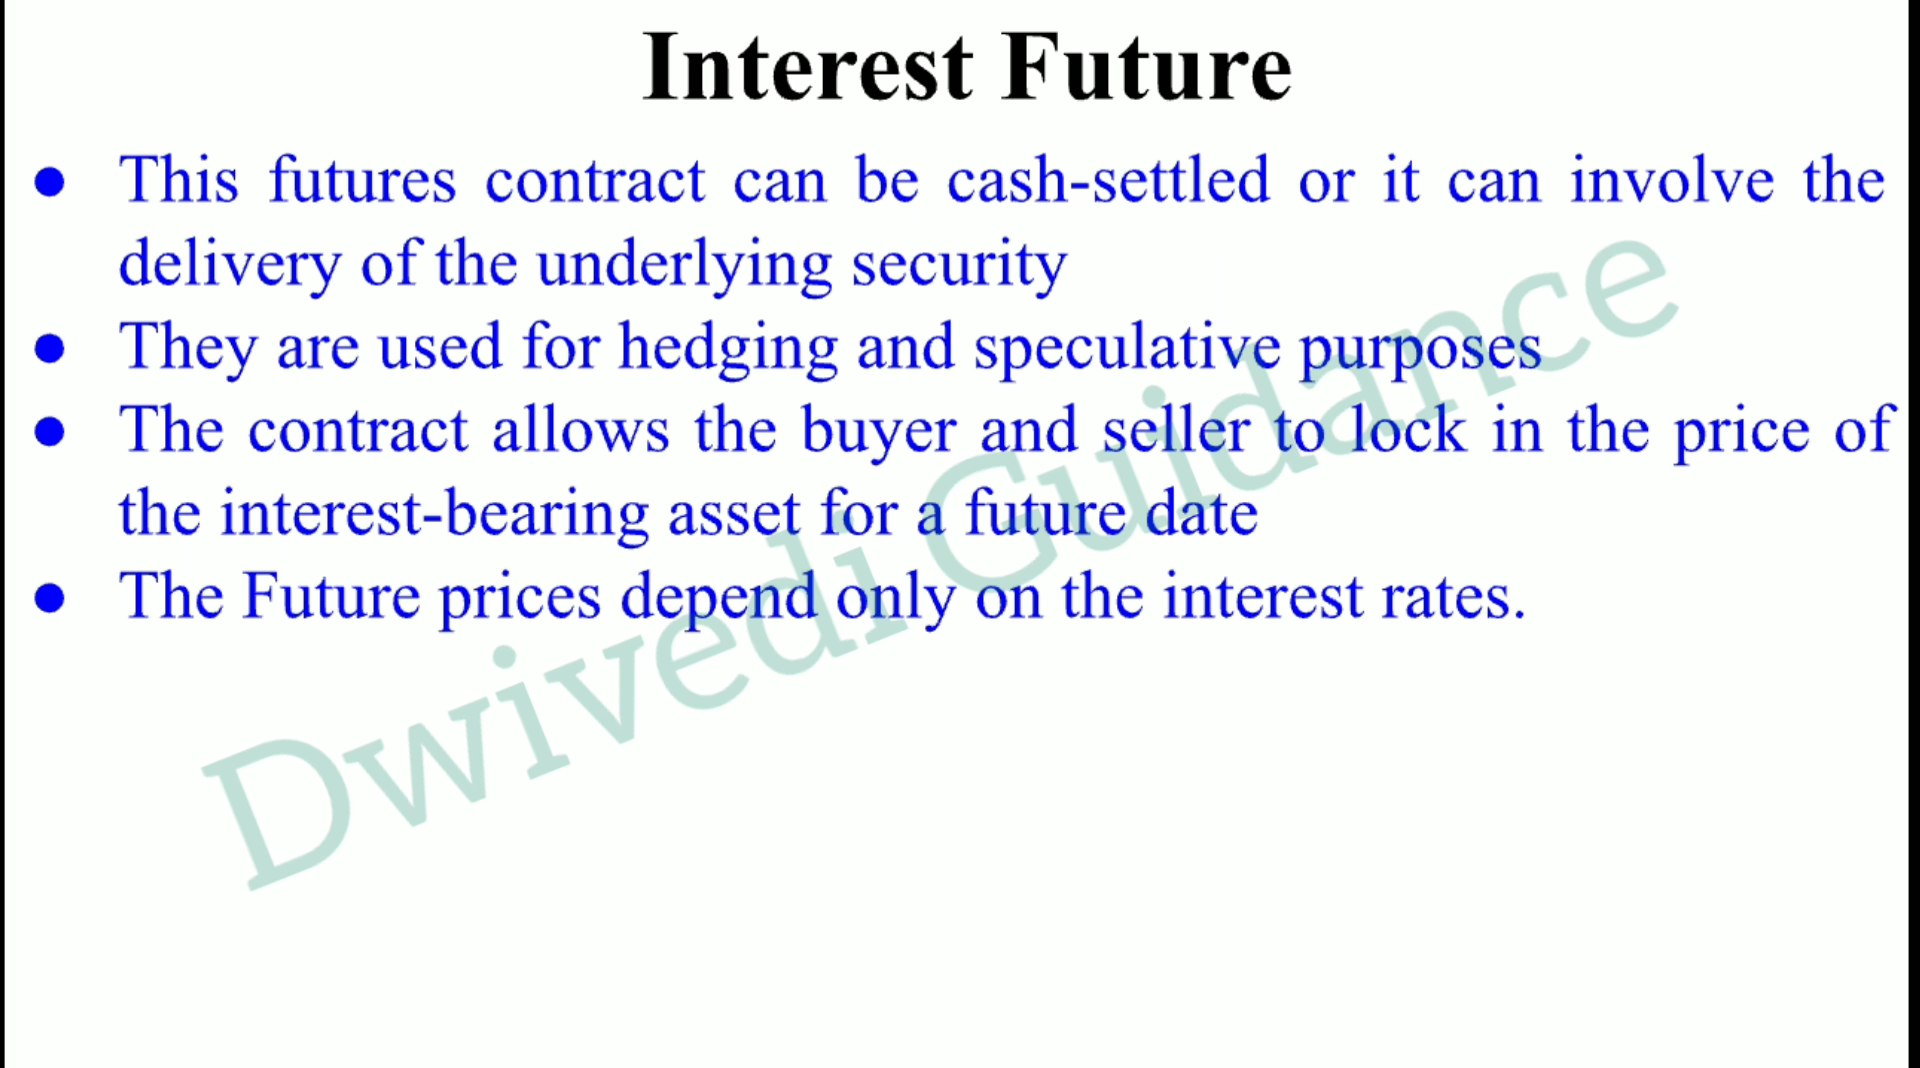 Interest Future
● This futures contract can be cash-settled or it can involve the
delivery of the underlying security
● They are used for hedging and speculative purposes
● The contract allows the buyer and seller to lock in the price of
the interest-bearing asset for a future date
● The Future prices depend only on the interest rates.
Dwivedi Guidance